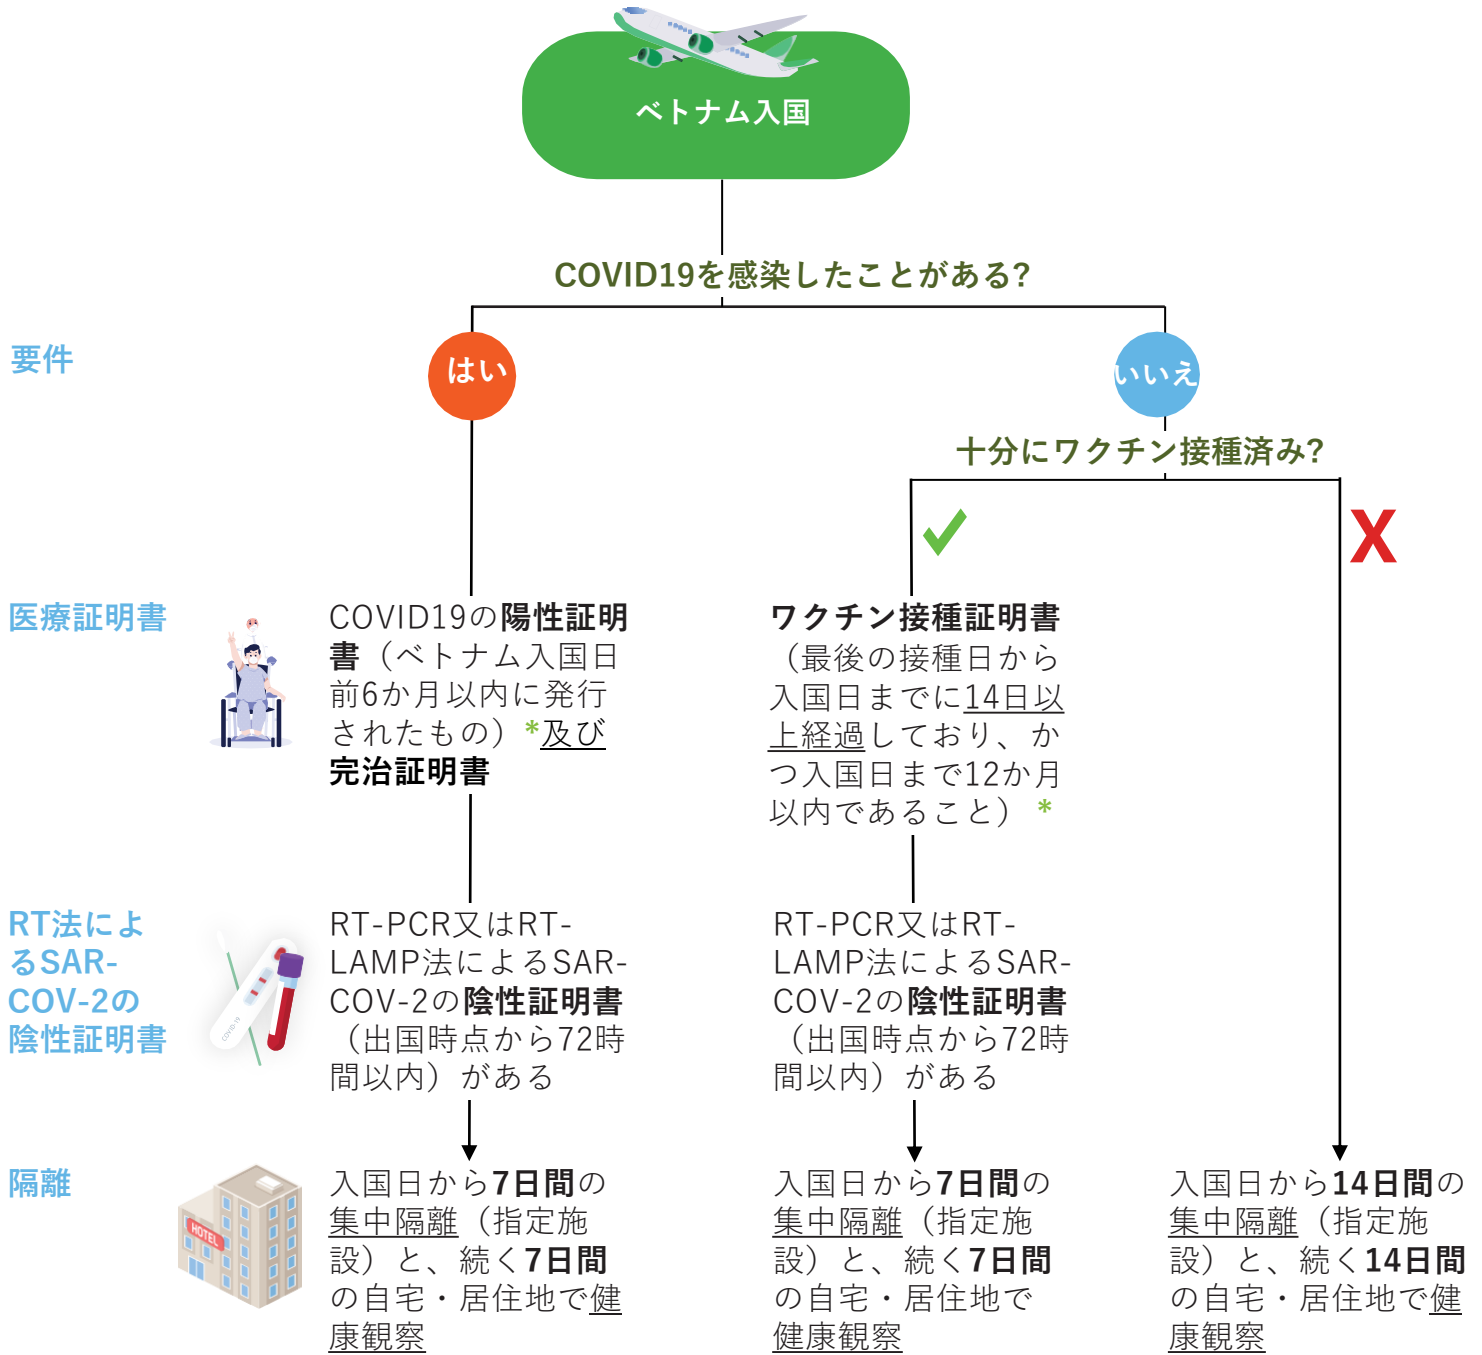 ベトナム入国
COVID19を感染したことがある?
要件
はい
いいえ
十分にワクチン接種済み?
X
医療証明書
COVID19の陽性証明
書（ベトナム入国日
前6か月以内に発行
されたもの）*及び
完治証明書
ワクチン接種証明書
（最後の接種日から
入国日までに14日以
上経過しており、か
つ入国日まで12か月
以内であること）*
RT法によ
るSAR-
COV-2の
陰性証明書
COVID-19
RT-PCR又はRT-
LAMP法によるSAR-
COV-2の陰性証明書
（出国時点から72時
間以内）がある
RT-PCR又はRT-
LAMP法によるSAR-
COV-2の陰性証明書
（出国時点から72時
間以内）がある
隔離
HOTEL
入国日から7日間の
集中隔離（指定施
設）と、続く7日間
の自宅・居住地で健
康観察
入国日から7日間の
集中隔離（指定施
設）と、続く7日間
の自宅・居住地で
健康観察
入国日から14日間の
集中隔離（指定施
設）と、続く14日間
の自宅・居住地で健
康観察